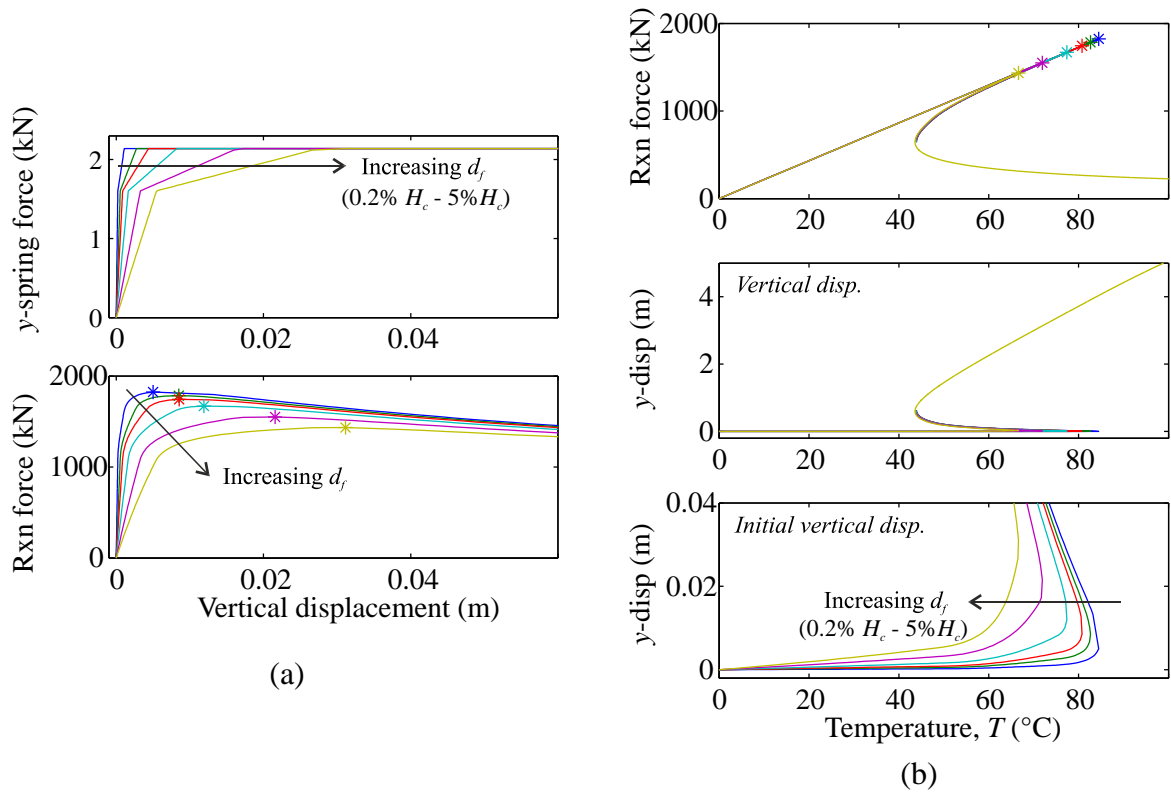 y-spring force (kN)
2
1
0
0
0.02
0.04
Increasing d_f
(0.2% H_c - 5%H_c)
Rxn force (kN)
2000
1000
0
0
0.02
0.04
Increasing d_f
Vertical displacement (m)
(a)
Rxn force (kN)
2000
1000
0
0
20
40
60
80
y-disp (m)
4
2
0
0
20
40
60
80
Vertical disp.
y-disp (m)
0.04
0.02
0
0
20
40
60
80
Initial vertical disp.
Increasing d_f
(0.2% H_c - 5%H_c)
Temperature, T (°C)
(b)